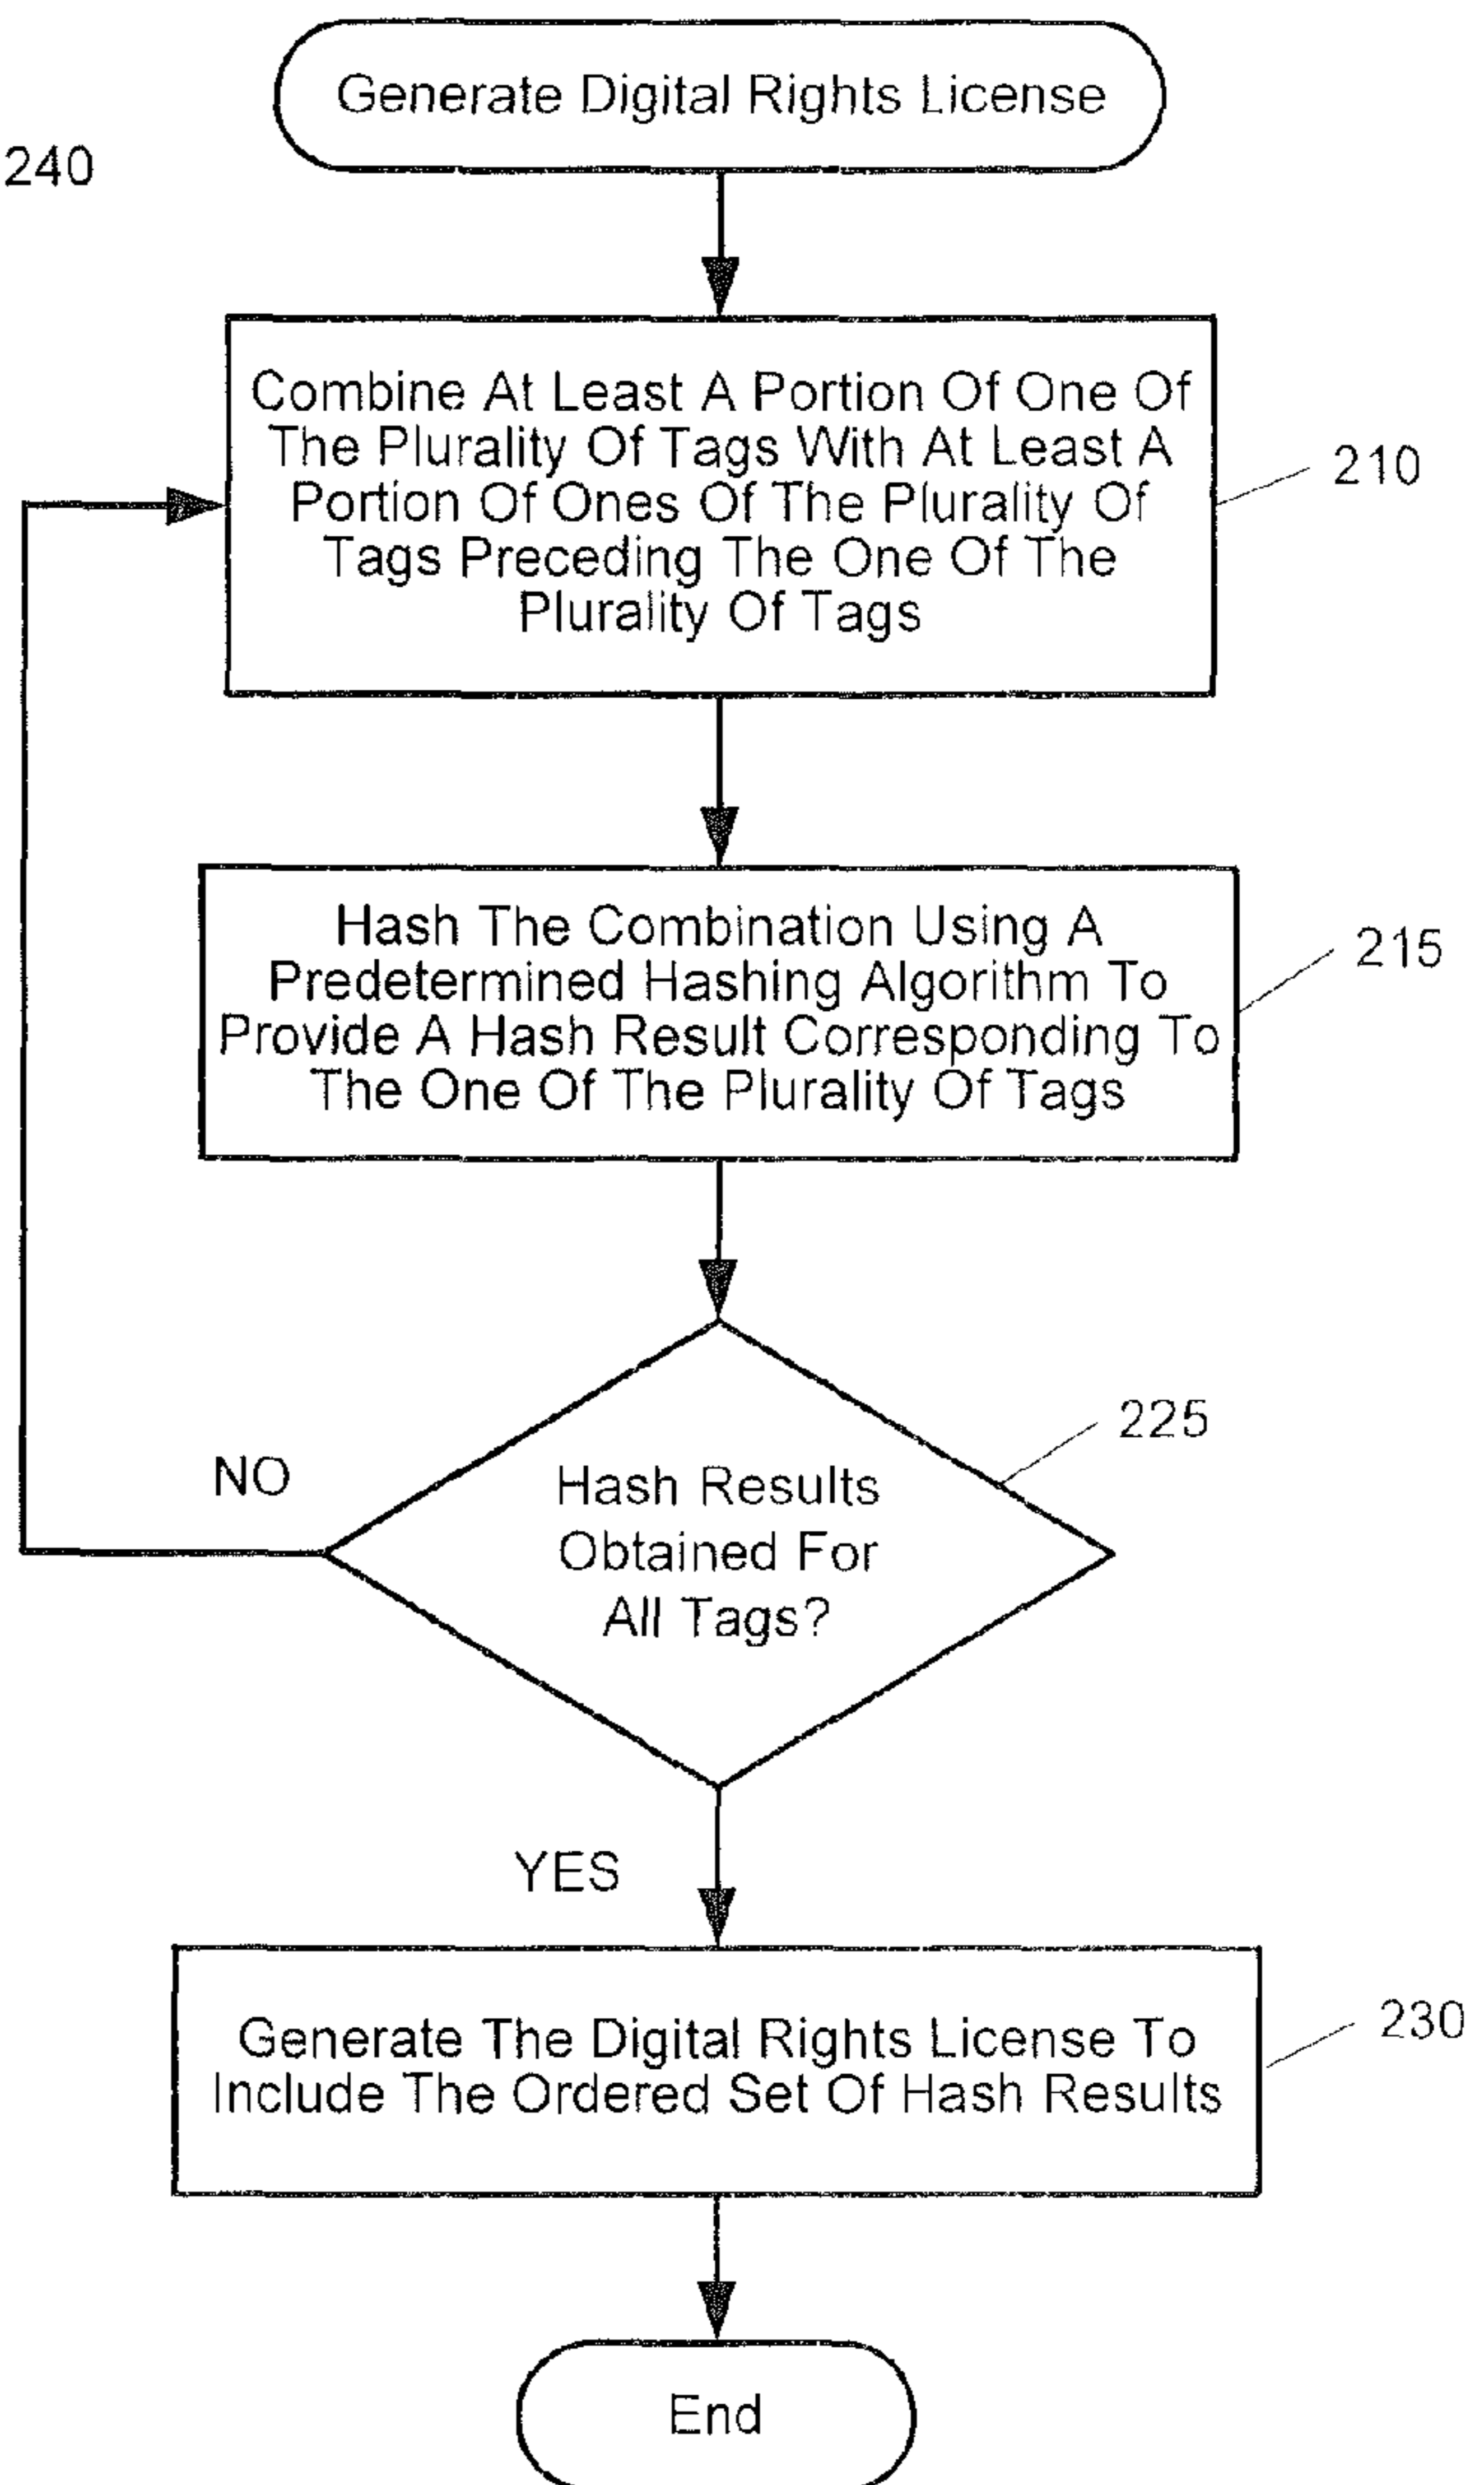 Generate Digital Rights License
240
Combine At Least A Portion Of One Of
The Plurality Of Tags With At Least A
Portion Of Ones Of The Plurality Of
Tags Preceding The One Of The
Plurality Of Tags
210
Hash The Combination Using A
Predetermined Hashing Algorithm To
Provide A Hash Result Corresponding To
The One Of The Plurality Of Tags
215
225
NO
Hash Results
Obtained For
All Tags?
YES
Generate The Digital Rights License To
Include The Ordered Set Of Hash Results
230
End